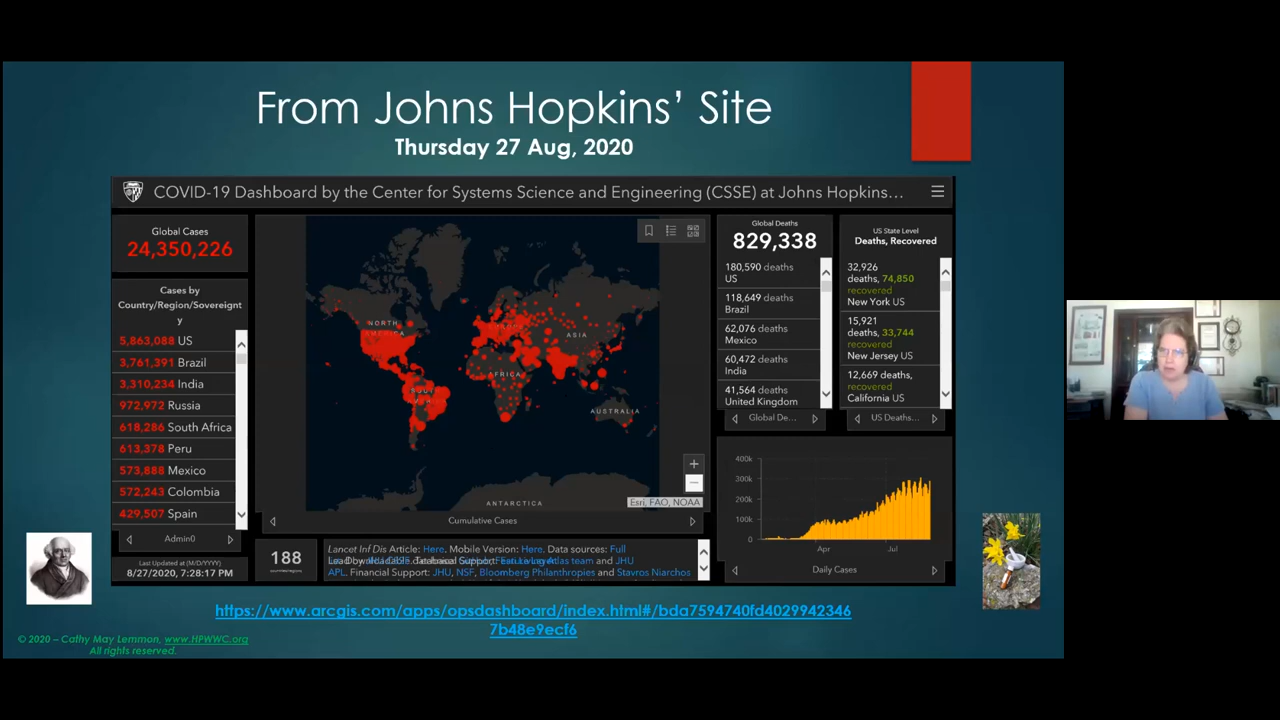 From Johns Hopkins' Site
Thursday 27 Aug, 2020
COVID-19 Dashboard by the Center for Systems Science and Engineering (CSSE) at Johns Hopkins...
Global Cases
24,350,226
Cases by
Country/Region/Sovereignt
y
5,863,088 US
3,761,391 Brazil
3,310,234 India
972,972 Russia
618,286 South Africa
613,378 Peru
573,888 Mexico
572,243 Colombia
429,507 Spain
Admin0
Last Updated at (M/D/YYYY)
8/27/2020, 7:28:17 PM
NORTH
AMERICA
SOUTH
AMERICA
AFRICA
ASIA
AUSTRALIA
ANTARCTICA
Esri, FAO, NOAA
Cumulative Cases
188
Lancet Inf Dis Article: Here. Mobile Version: Here. Data sources: Full
APL. Financial Support: JHU, NSF, Bloomberg Philanthropies and Stavros Niarchos
Global Deaths
829,338
180,590 deaths
US
118,649 deaths
Brazil
62,076 deaths
Mexico
60,472 deaths
India
41,564 deaths
United Kingdom
Global De...
US State Level
Deaths, Recovered
32,926
deaths, 74,850
recovered
New York US
15,921
deaths, 33,744
recovered
New Jersey US
12,669 deaths,
recovered
California US
US Deaths...
400k
300k
200k
100k
0
Apr
Jul
Daily Cases
https://www.arcgis.com/apps/opsdashboard/index.html#/bda7594740fd4029942346
7b48e9ecf6
© 2020 – Cathy May Lemmon, www.HPWWC.org
All rights reserved.